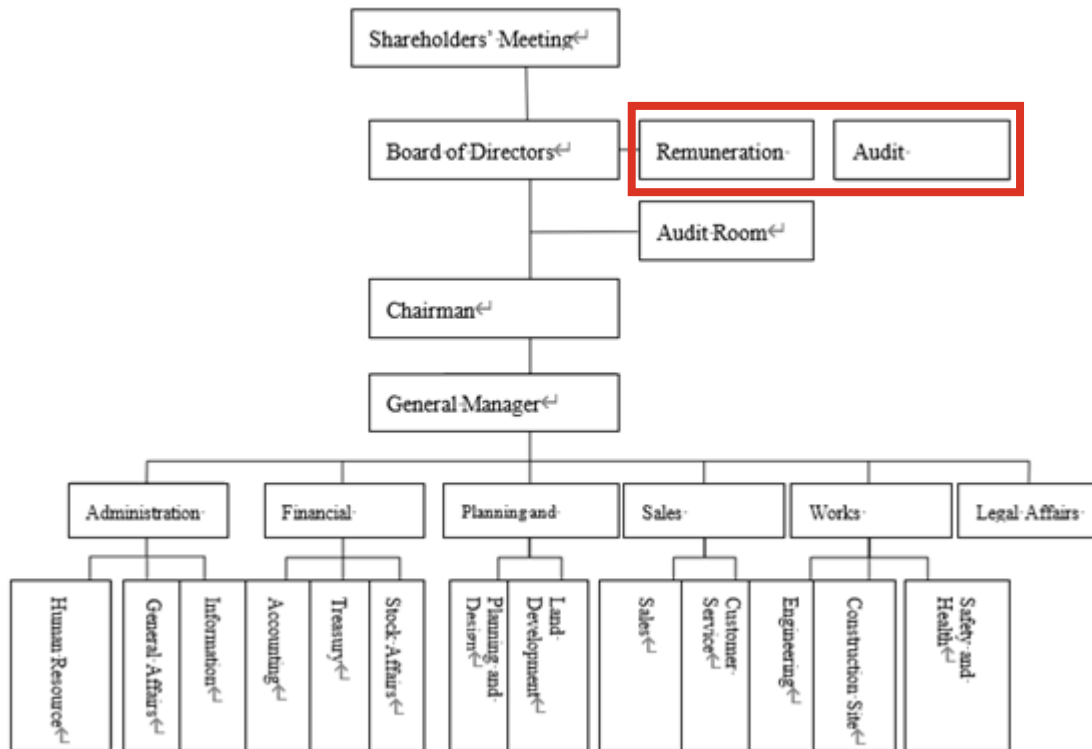 Shareholders’ Meeting
Board of Directors
Remuneration
Audit
Audit Room
Chairman
General Manager
Administration
Financial
Planning and
Sales
Works
Legal Affairs
Human Resource
General Affairs
Information
Accounting
Treasury
Stock Affairs
Planning and
Design
Land
Development
Sales
Customer
Service
Engineering
Construction Site
Safety and
Health